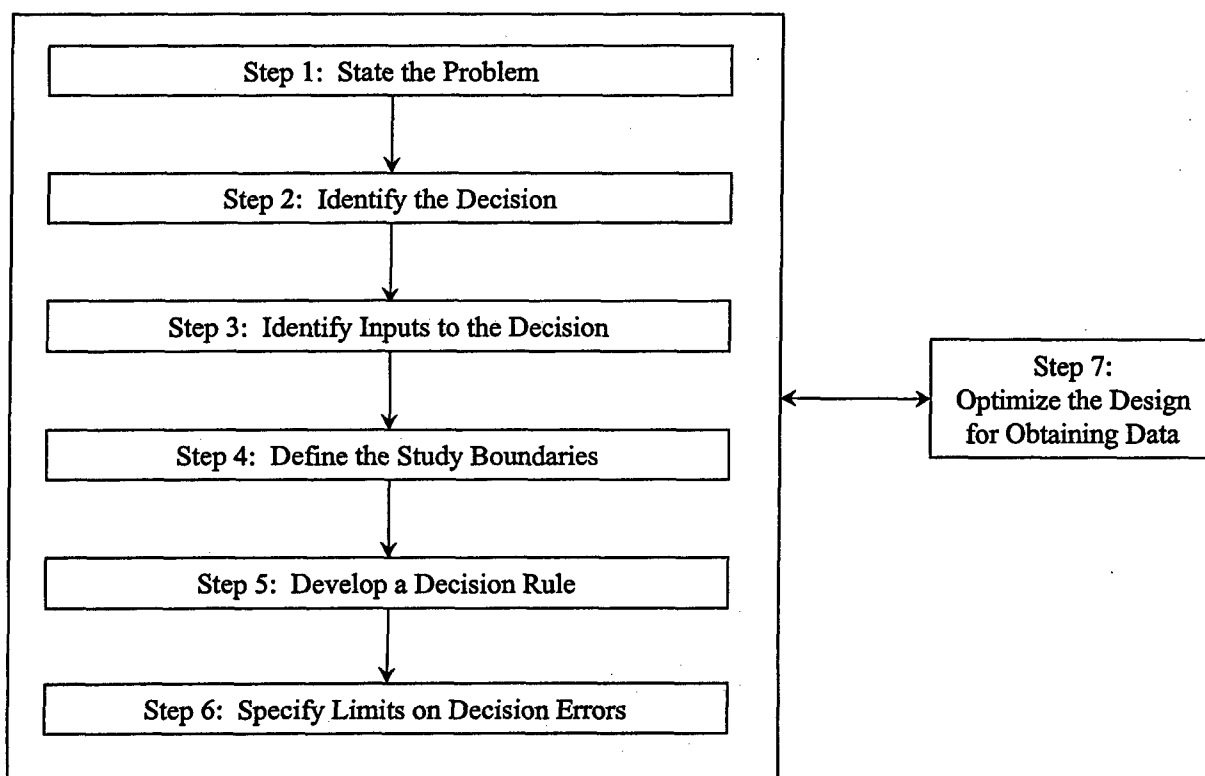 Step 1: State the Problem
Step 2: Identify the Decision
Step 3: Identify Inputs to the Decision
Step 4: Define the Study Boundaries
Step 5: Develop a Decision Rule
Step 6: Specify Limits on Decision Errors
Step 7:
Optimize the Design
for Obtaining Data